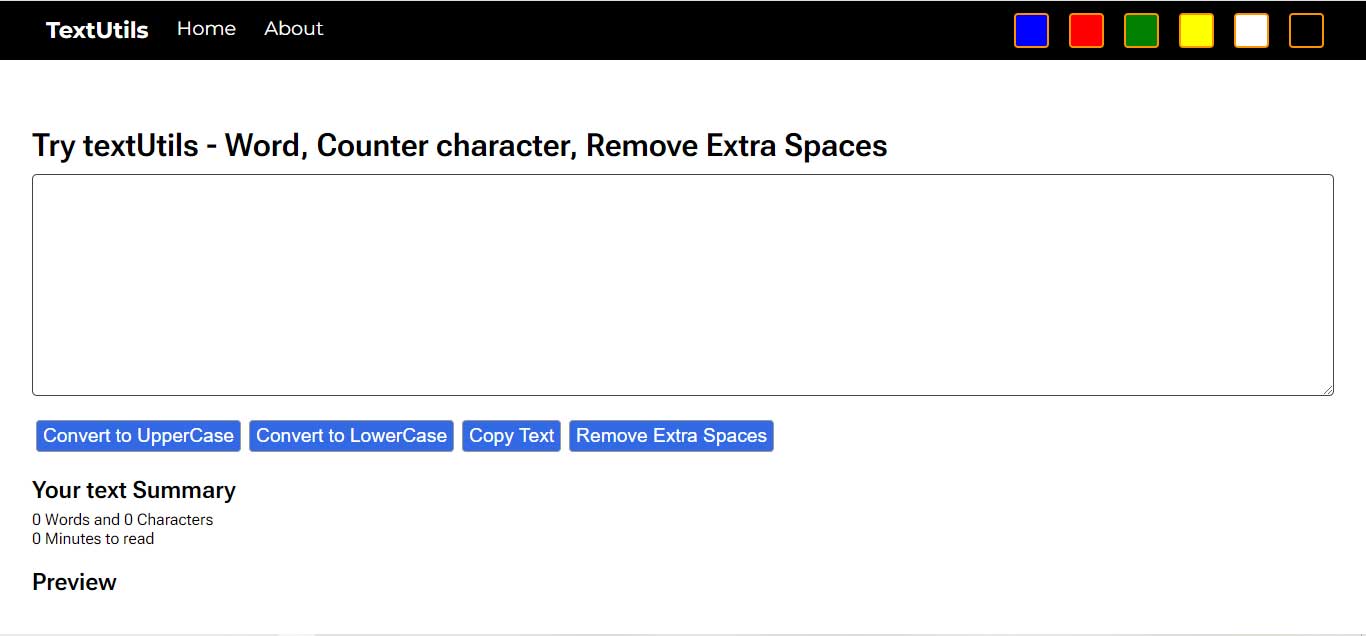 TextUtils Home About
Try textUtils - Word, Counter character, Remove Extra Spaces
Convert to UpperCase Convert to LowerCase Copy Text Remove Extra Spaces
Your text Summary
0 Words and 0 Characters
0 Minutes to read
Preview